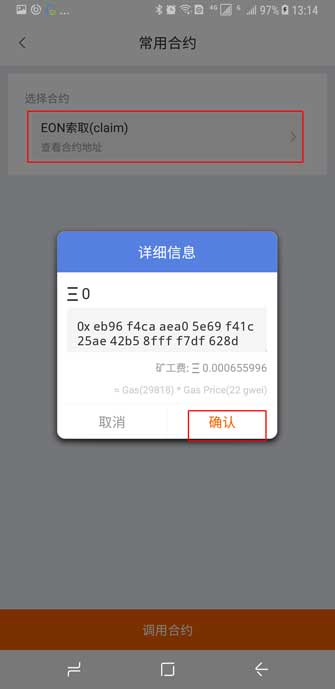 4G 6 97% 13:14
常用合约
选择合约
EON索取(claim)
查看合约地址
详细信息
Ξ 0
0x eb96 f4ca aea0 5e69 f41c
25ae 42b5 8fff f7df 628d
矿工费: Ξ 0.000655996
≈ Gas(29818) * Gas Price(22 gwei)
取消
确认
调用合约